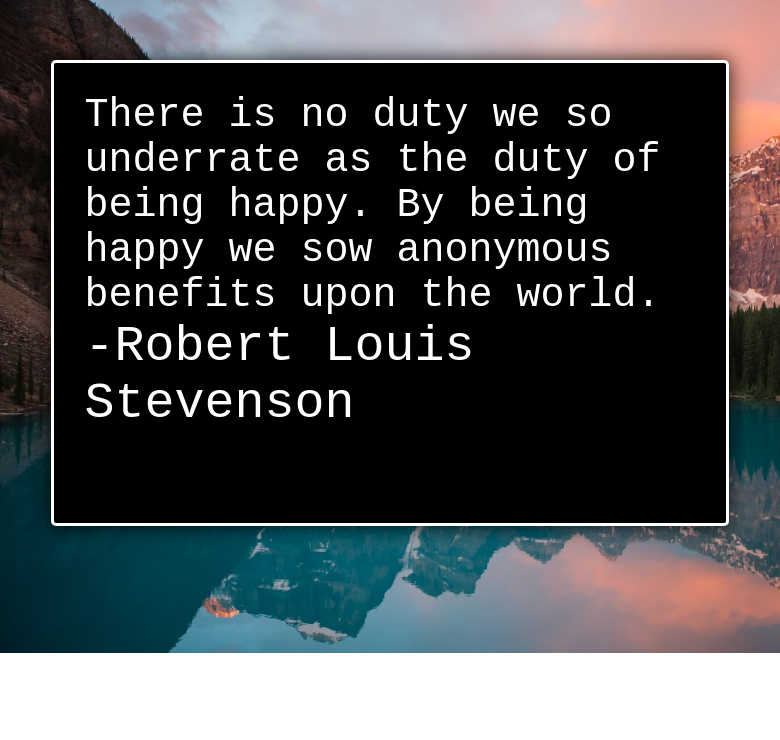 There is no duty we so
underrate as the duty of
being happy. By being
happy we sow anonymous
benefits upon the world.
-Robert Louis
Stevenson